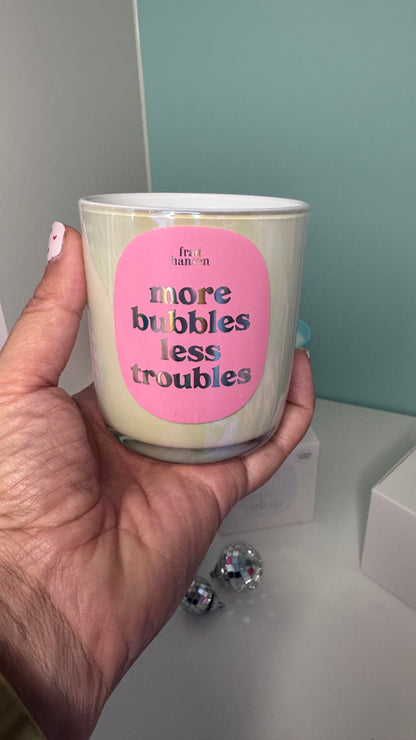 frau
hansen
more
bubbles
less
troubles